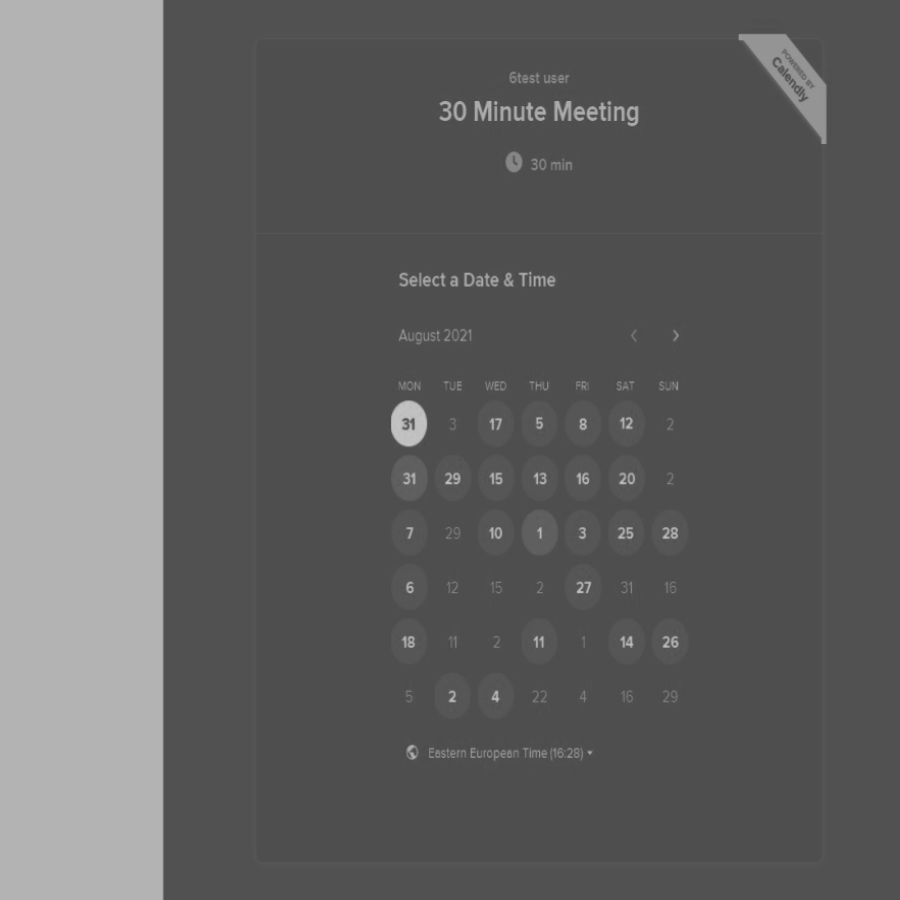 6test user
POWERED BY
Calendly
30 Minute Meeting
30 min
Select a Date & Time
August 2021
MON TUE WED THU FRI SAT SUN
31 3 17 5 8 12 2
31 29 15 13 16 20 2
7 29 10 1 3 25 28
6 12 15 2 27 31 16
18 11 2 11 1 14 26
5 2 4 22 4 16 29
Eastern European Time (16:28)